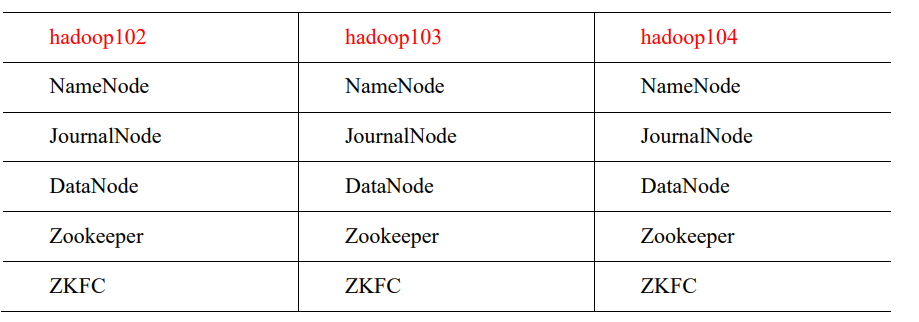 hadoop102 hadoop103 hadoop104
NameNode NameNode NameNode
JournalNode JournalNode JournalNode
DataNode DataNode DataNode
Zookeeper Zookeeper Zookeeper
ZKFC ZKFC ZKFC